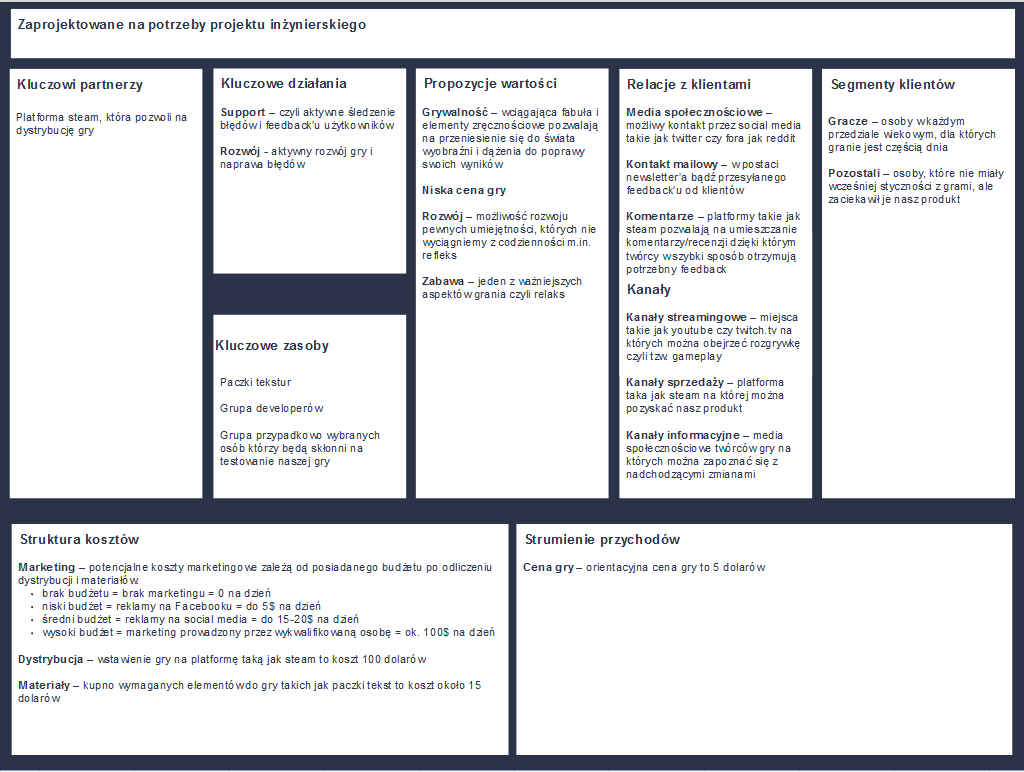 Zaprojektowane na potrzeby projektu inżynierskiego
Kluczowi partnerzy
Platforma steam, która pozwoli na
dystrybucję gry
Kluczowe działania
Support – czyli aktywne śledzenie
błędów i feedback'u użytkowników
Rozwój - aktywny rozwój gry i
naprawa błędów
Kluczowe zasoby
Paczki tekstur
Grupa developerów
Grupa przypadkowo wybranych
osób którzy będą skłonni na
testowanie naszej gry
Propozycje wartości
Grywalność – wciągająca fabuła i
elementy zręcznościowe pozwalają
na przeniesienie się do świata
wyobraźni i dążenia do poprawy
swoich wyników
Niska cena gry
Rozwój – możliwość rozwoju
pewnych umiejętności, których nie
wyciągniemy z codzienności m.in.
refleks
Zabawa – jeden z ważniejszych
aspektów grania czyli relaks
Relacje z klientami
Media społecznościowe –
możliwy kontakt przez social media
takie jak twitter czy fora jak reddit
Kontakt mailowy – w postaci
newsletter'a bądź przesyłanego
feedback'u od klientów
Komentarze – platformy takie jak
steam pozwalają na umieszczanie
komentarzy/recenzji dzięki którym
twórcy w szybki sposób otrzymują
potrzebny feedback
Kanały
Kanały streamingowe – miejsca
takie jak youtube czy twitch.tv na
których można obejrzeć rozgrywkę
czyli tzw. gameplay
Kanały sprzedaży – platforma
taka jak steam na której można
pozyskać nasz produkt
Kanały informacyjne – media
społecznościowe twórców gry na
których można zapoznać się z
nadchodzącymi zmianami
Segmenty klientów
Gracze – osoby w każdym
przedziale wiekowym, dla których
granie jest częścią dnia
Pozostali – osoby, które nie miały
wcześniej styczności z grami, ale
zaciekawił je nasz produkt
Struktura kosztów
Marketing – potencjalne koszty marketingowe zależą od posiadanego budżetu po odliczeniu
dystrybucji i materiałów.
• brak budżetu = brak marketingu = 0 na dzień
• niski budżet = reklamy na Facebooku = do 5$ na dzień
• średni budżet = reklamy na social media = do 15-20$ na dzień
• wysoki budżet = marketing prowadzony przez wykwalifikowaną osobę = ok. 100$ na dzień
Dystrybucja – wstawienie gry na platformę taką jak steam to koszt 100 dolarów
Materiały – kupno wymaganych elementów do gry takich jak paczki tekst to koszt około 15
dolarów
Strumienie przychodów
Cena gry – orientacyjna cena gry to 5 dolarów